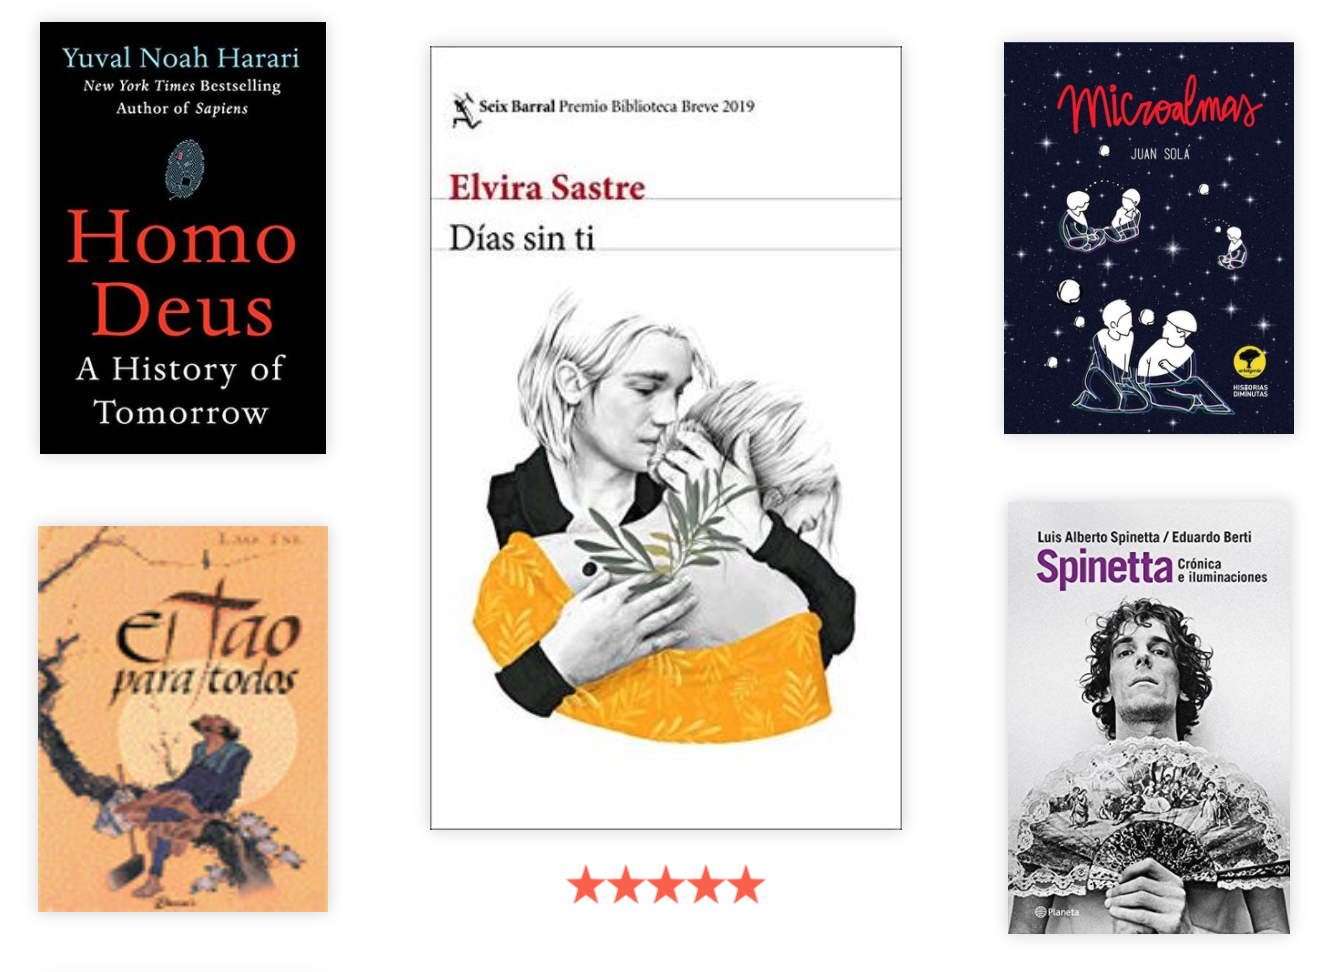 Yuval Noah Harari
New York Times Bestselling
Author of Sapiens
Homo
Deus
A History of
Tomorrow
El Tao
para todos
Seix Barral Premio Biblioteca Breve 2019
Elvira Sastre
Días sin ti
Microalmas
JUAN SOLÁ
HISTORIAS
DIMINUTAS
Luis Alberto Spinetta / Eduardo Berti
Spinetta Crónica
e iluminaciones
Planeta